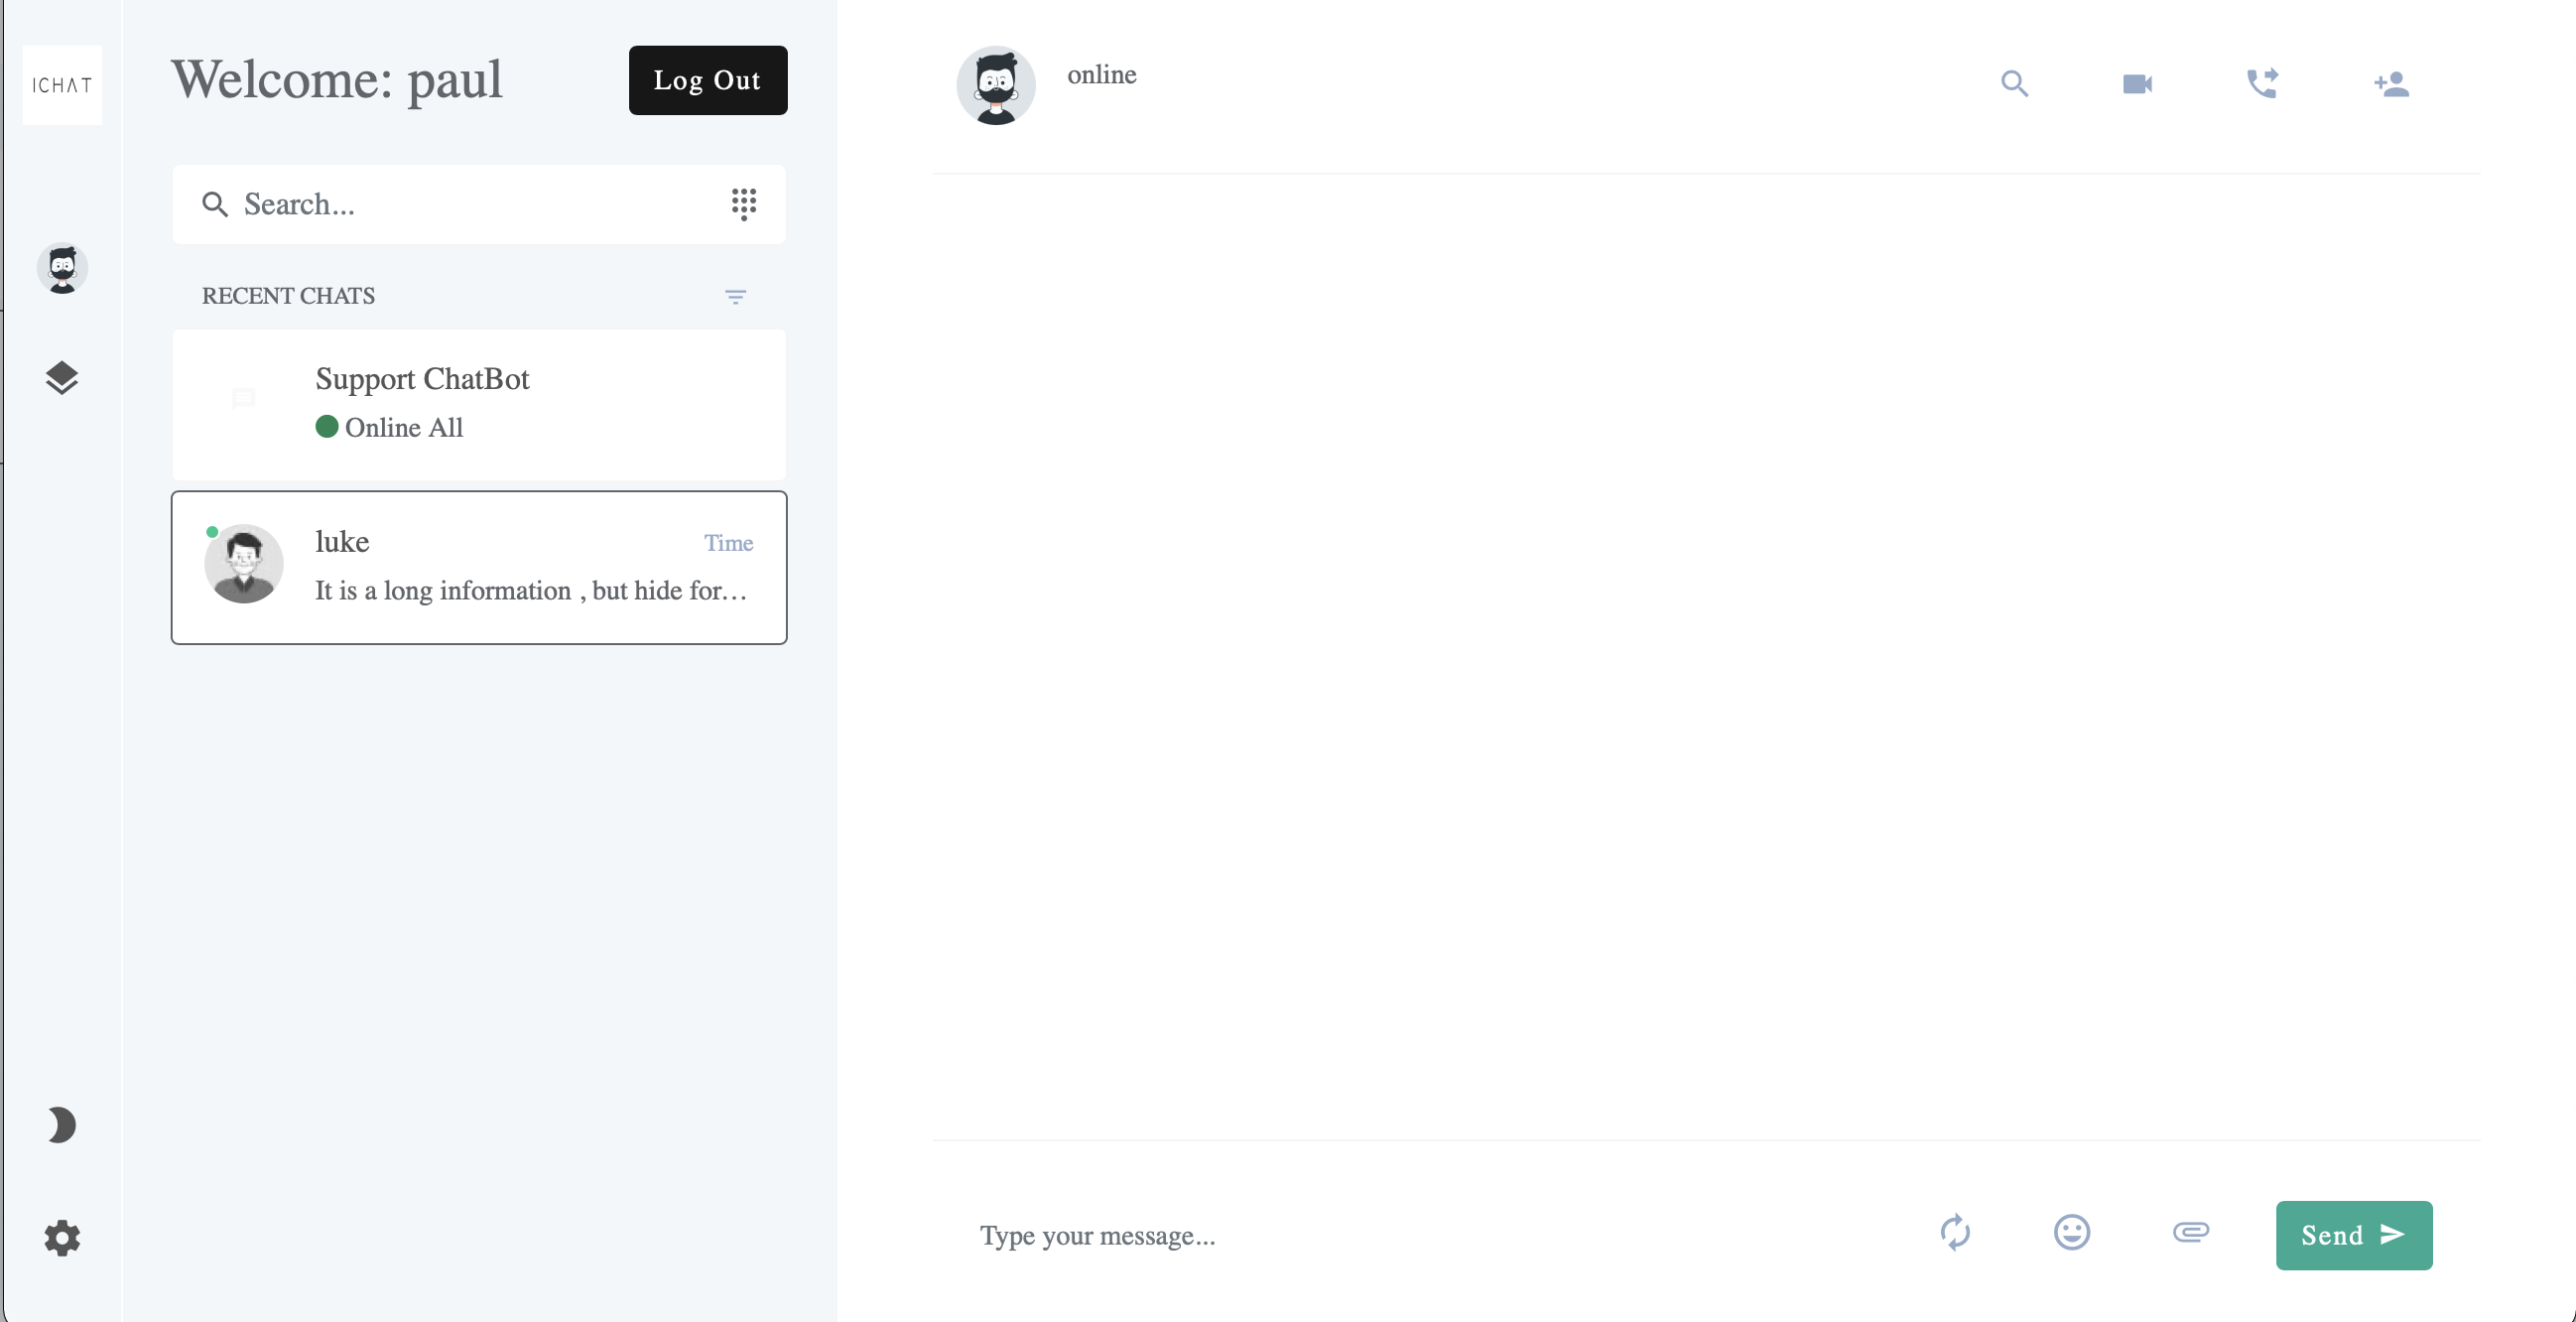 ICHAT
Welcome: paul
Log Out
Search...
RECENT CHATS
Support ChatBot
Online All
luke
Time
It is a long information , but hide for...
online
Type your message...
Send